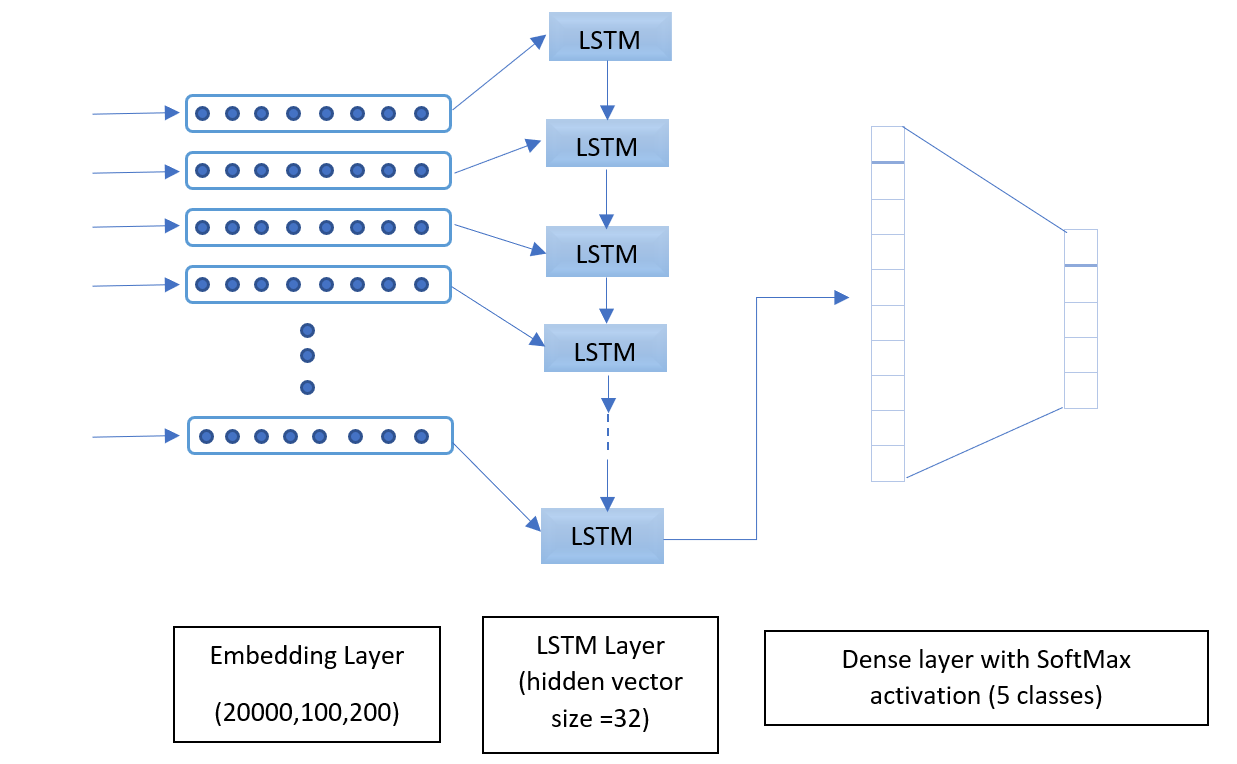 LSTM
LSTM
LSTM
LSTM
LSTM
Embedding Layer
(20000,100,200)
LSTM Layer
(hidden vector
size =32)
Dense layer with SoftMax
activation (5 classes)